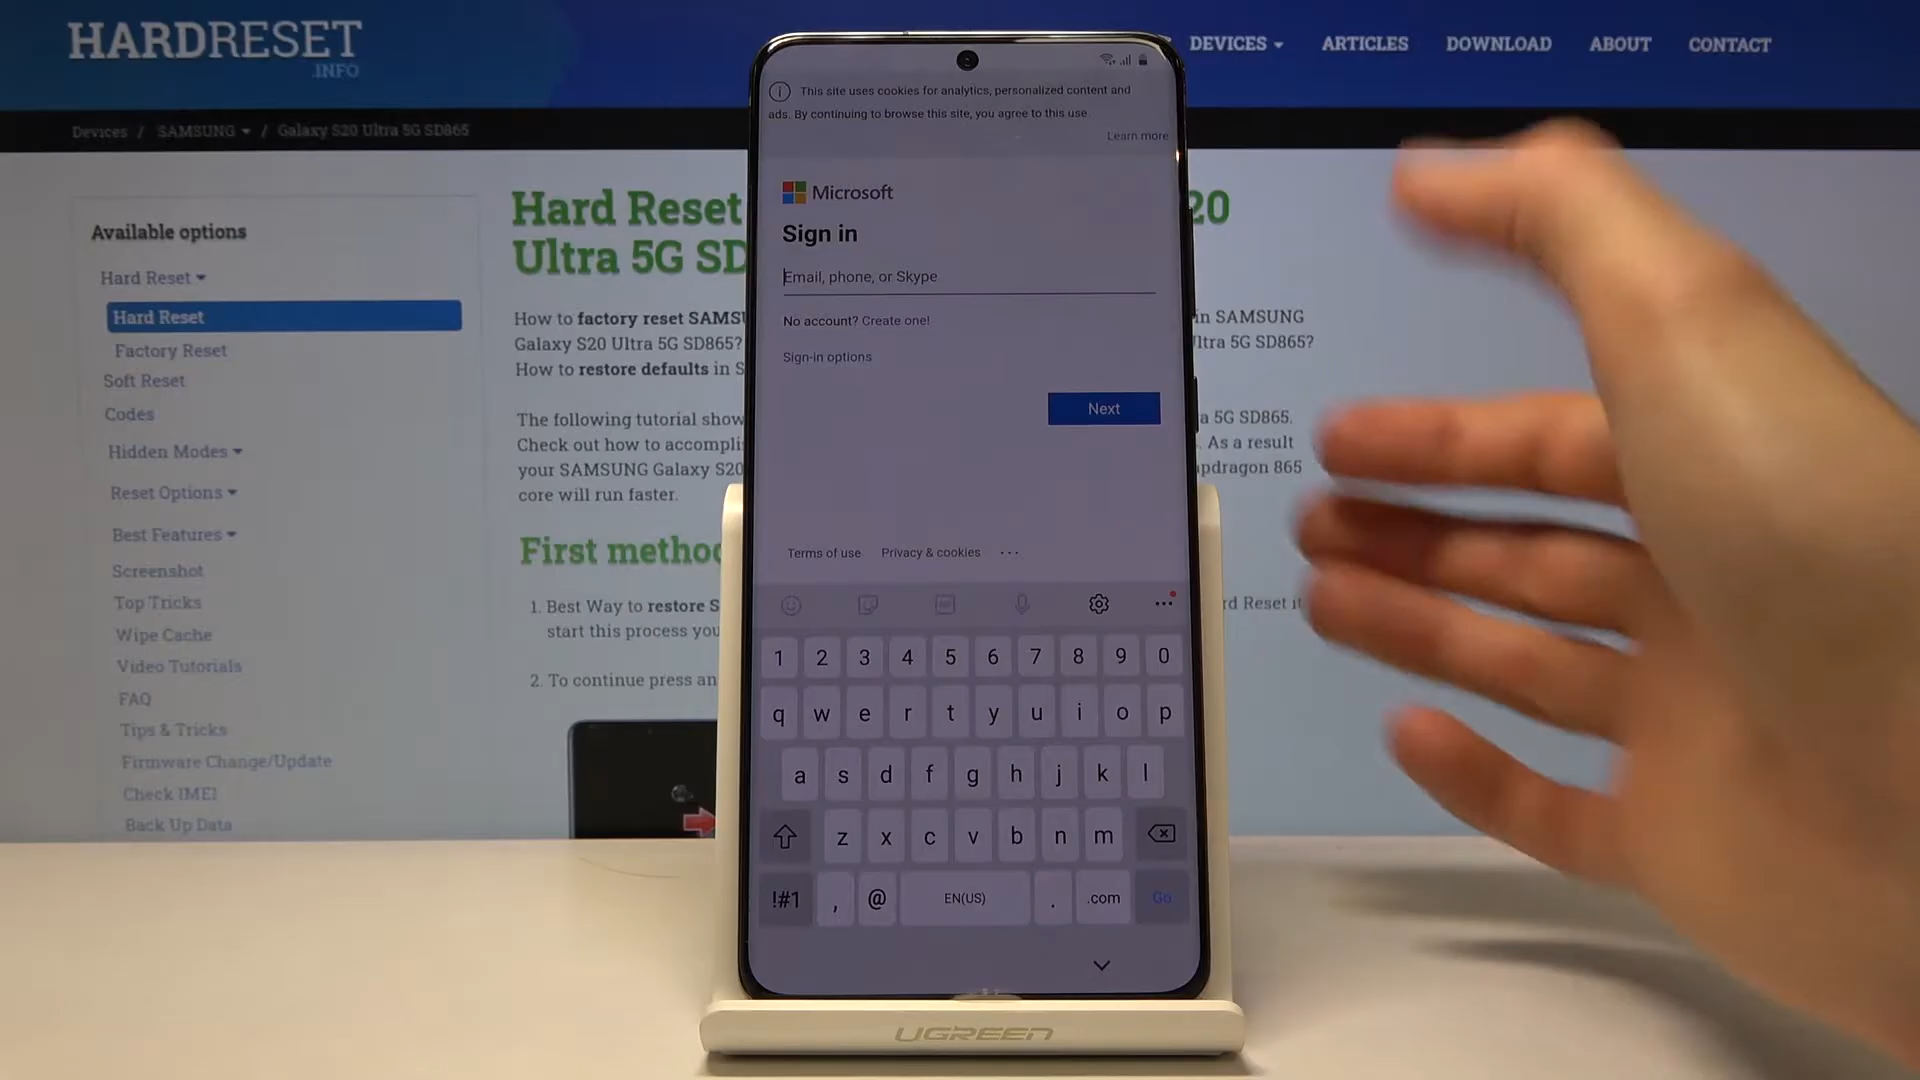 HARDRESET
.INFO
DEVICES
ARTICLES
DOWNLOAD
ABOUT
CONTACT
Devices / SAMSUNG / Galaxy S20 Ultra 5G SD865
Available options
Hard Reset
Hard Reset
Factory Reset
Soft Reset
Codes
Hidden Modes
Reset Options
Best Features
Screenshot
Top Tricks
Wipe Cache
Video Tutorials
FAQ
Tips & Tricks
Firmware Change/Update
Check IMEI
Back Up Data
Hard Reset 20
Ultra 5G SD
How to factory reset SAMSU in SAMSUNG
Galaxy S20 Ultra 5G SD865? ltra 5G SD865?
How to restore defaults in S
The following tutorial show a 5G SD865.
Check out how to accompli . As a result
your SAMSUNG Galaxy S20 apdragon 865
core will run faster.
First method
1. Best Way to restore S rd Reset it
start this process you
2. To continue press an
This site uses cookies for analytics, personalized content and
ads. By continuing to browse this site, you agree to this use.
Learn more
Microsoft
Sign in
Email, phone, or Skype
No account? Create one!
Sign-in options
Next
Terms of use Privacy & cookies ...
1 2 3 4 5 6 7 8 9 0
q w e r t y u i o p
a s d f g h j k l
z x c v b n m
!#1 , @ EN(US) . .com Go
UGREEN